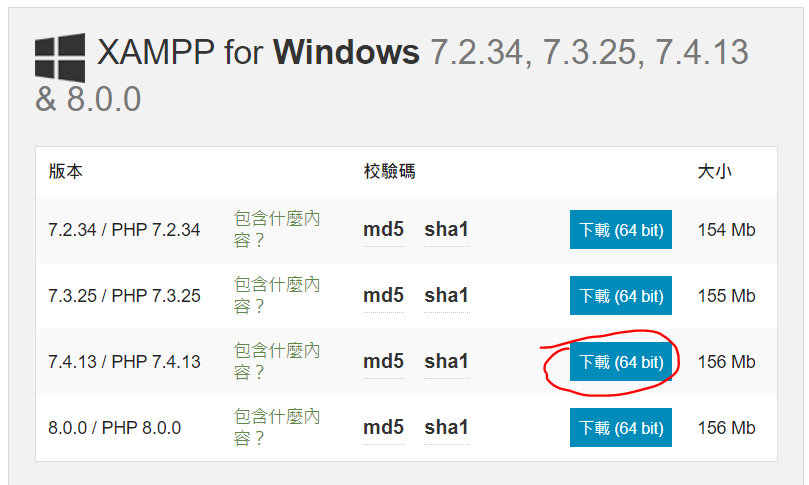 XAMPP for Windows 7.2.34, 7.3.25, 7.4.13
& 8.0.0
版本 校驗碼 大小
7.2.34 / PHP 7.2.34 包含什麼內容？ md5 sha1 下載 (64 bit) 154 Mb
7.3.25 / PHP 7.3.25 包含什麼內容？ md5 sha1 下載 (64 bit) 155 Mb
7.4.13 / PHP 7.4.13 包含什麼內容？ md5 sha1 下載 (64 bit) 156 Mb
8.0.0 / PHP 8.0.0 包含什麼內容？ md5 sha1 下載 (64 bit) 156 Mb